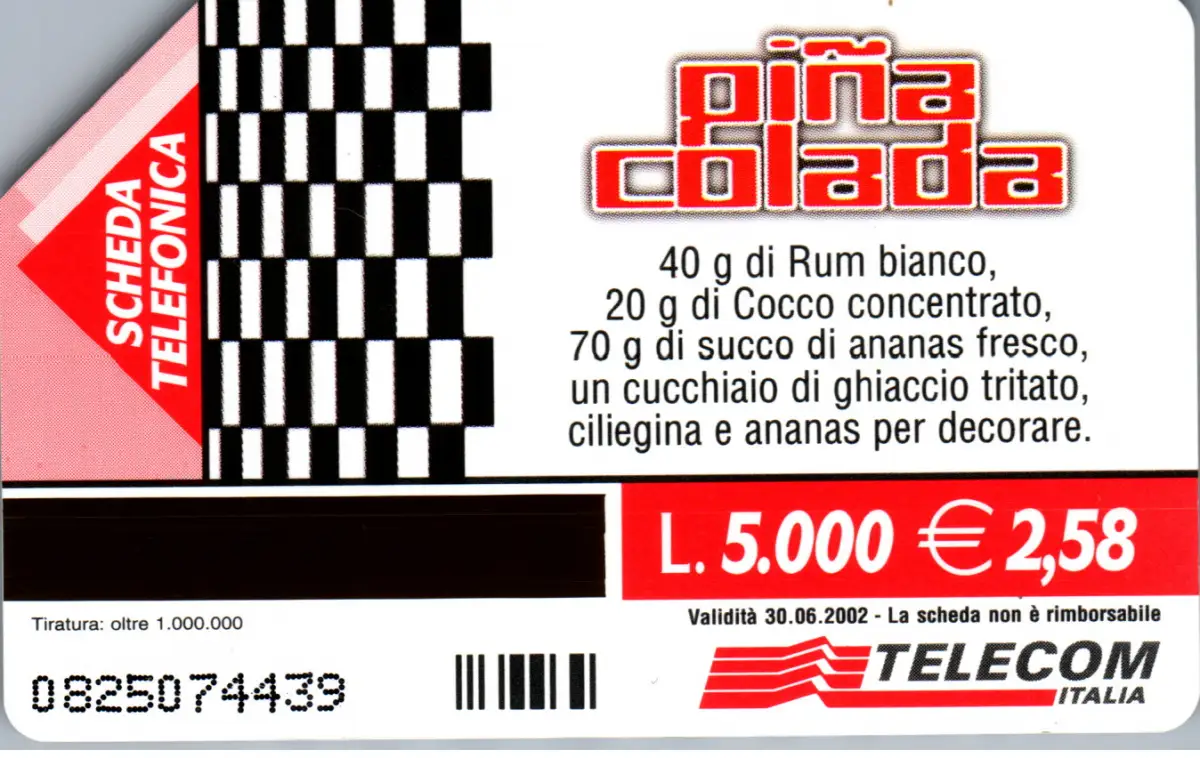 SCHEDA
TELEFONICA
piña
colada
40 g di Rum bianco,
20 g di Cocco concentrato,
70 g di succo di ananas fresco,
un cucchiaio di ghiaccio tritato,
ciliegina e ananas per decorare.
L. 5.000 € 2,58
Tiratura: oltre 1.000.000
Validità 30.06.2002 - La scheda non è rimborsabile
0825074439
TELECOM
ITALIA